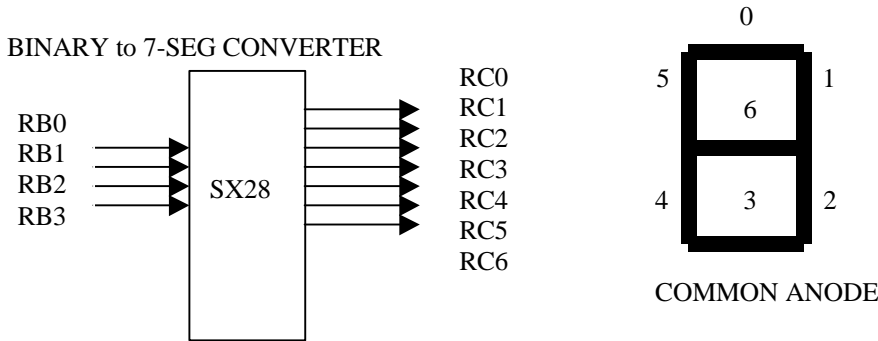 BINARY to 7-SEG CONVERTER
RB0
RB1
RB2
RB3
SX28
RC0
RC1
RC2
RC3
RC4
RC5
RC6
0
5
1
6
4
3
2
COMMON ANODE